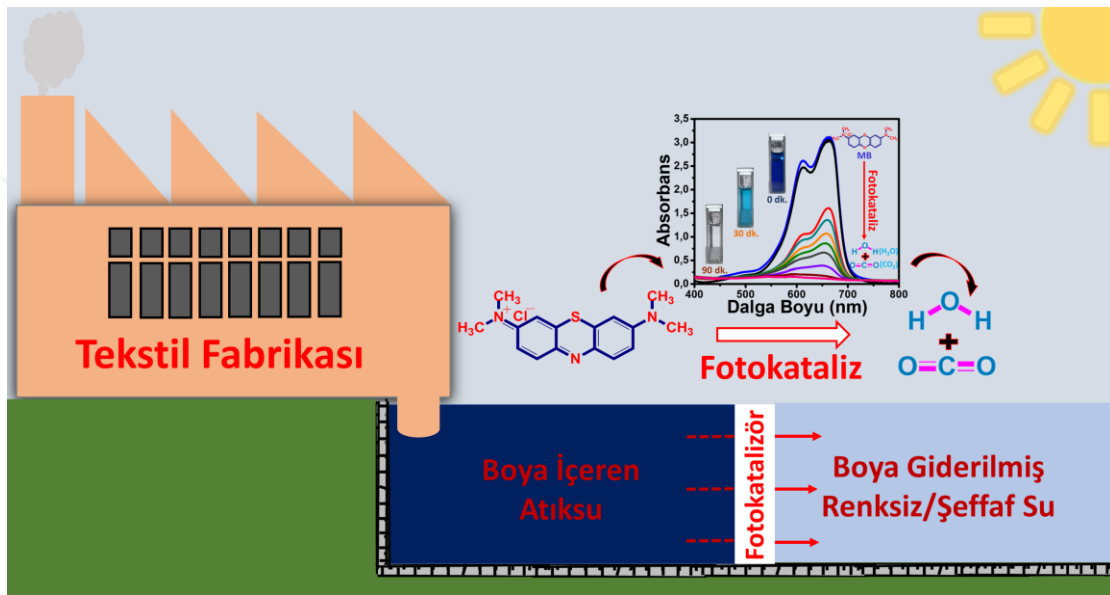 Tekstil Fabrikası
CH₃
H₃C
N
+
Cl⁻
S
N
N
CH₃
CH₃
Absorbans
3,5
3,0
2,5
2,0
1,5
1,0
0,5
0,0
400 500 600 700 800
Dalga Boyu (nm)
0 dk.
30 dk.
90 dk.
MB
Fotokataliz
H O H (H₂O)
+
O=C=O (CO₂)
Fotokataliz
H O H
+
O=C=O
Boya İçeren
Atıksu
Fotokatalizör
Boya Giderilmiş
Renksiz/Şeffaf Su